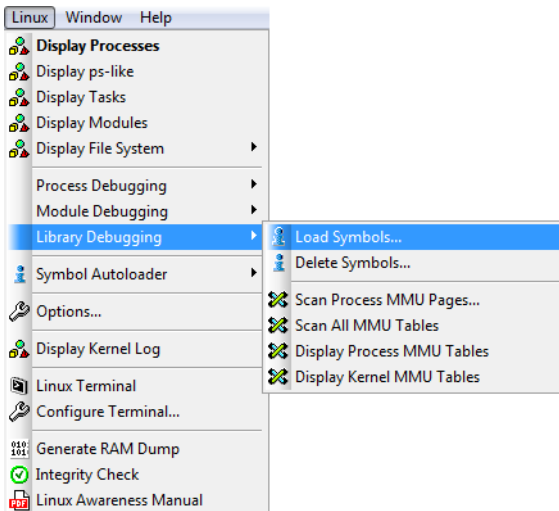 Linux Window Help
Display Processes
Display ps-like
Display Tasks
Display Modules
Display File System
Process Debugging
Module Debugging
Library Debugging
Load Symbols...
Delete Symbols...
Scan Process MMU Pages...
Scan All MMU Tables
Display Process MMU Tables
Display Kernel MMU Tables
Symbol Autoloader
Options...
Display Kernel Log
Linux Terminal
Configure Terminal...
Generate RAM Dump
Integrity Check
Linux Awareness Manual